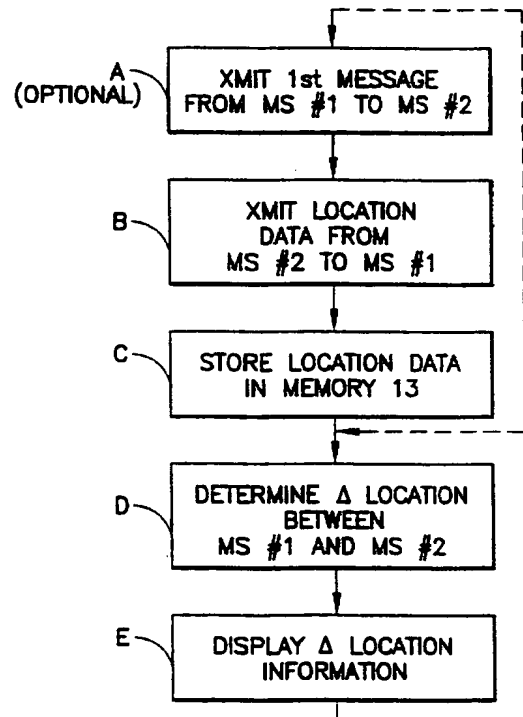 A
(OPTIONAL)
XMIT 1st MESSAGE
FROM MS #1 TO MS #2
B
XMIT LOCATION
DATA FROM
MS #2 TO MS #1
C
STORE LOCATION DATA
IN MEMORY 13
D
DETERMINE Δ LOCATION
BETWEEN
MS #1 AND MS #2
E
DISPLAY Δ LOCATION
INFORMATION